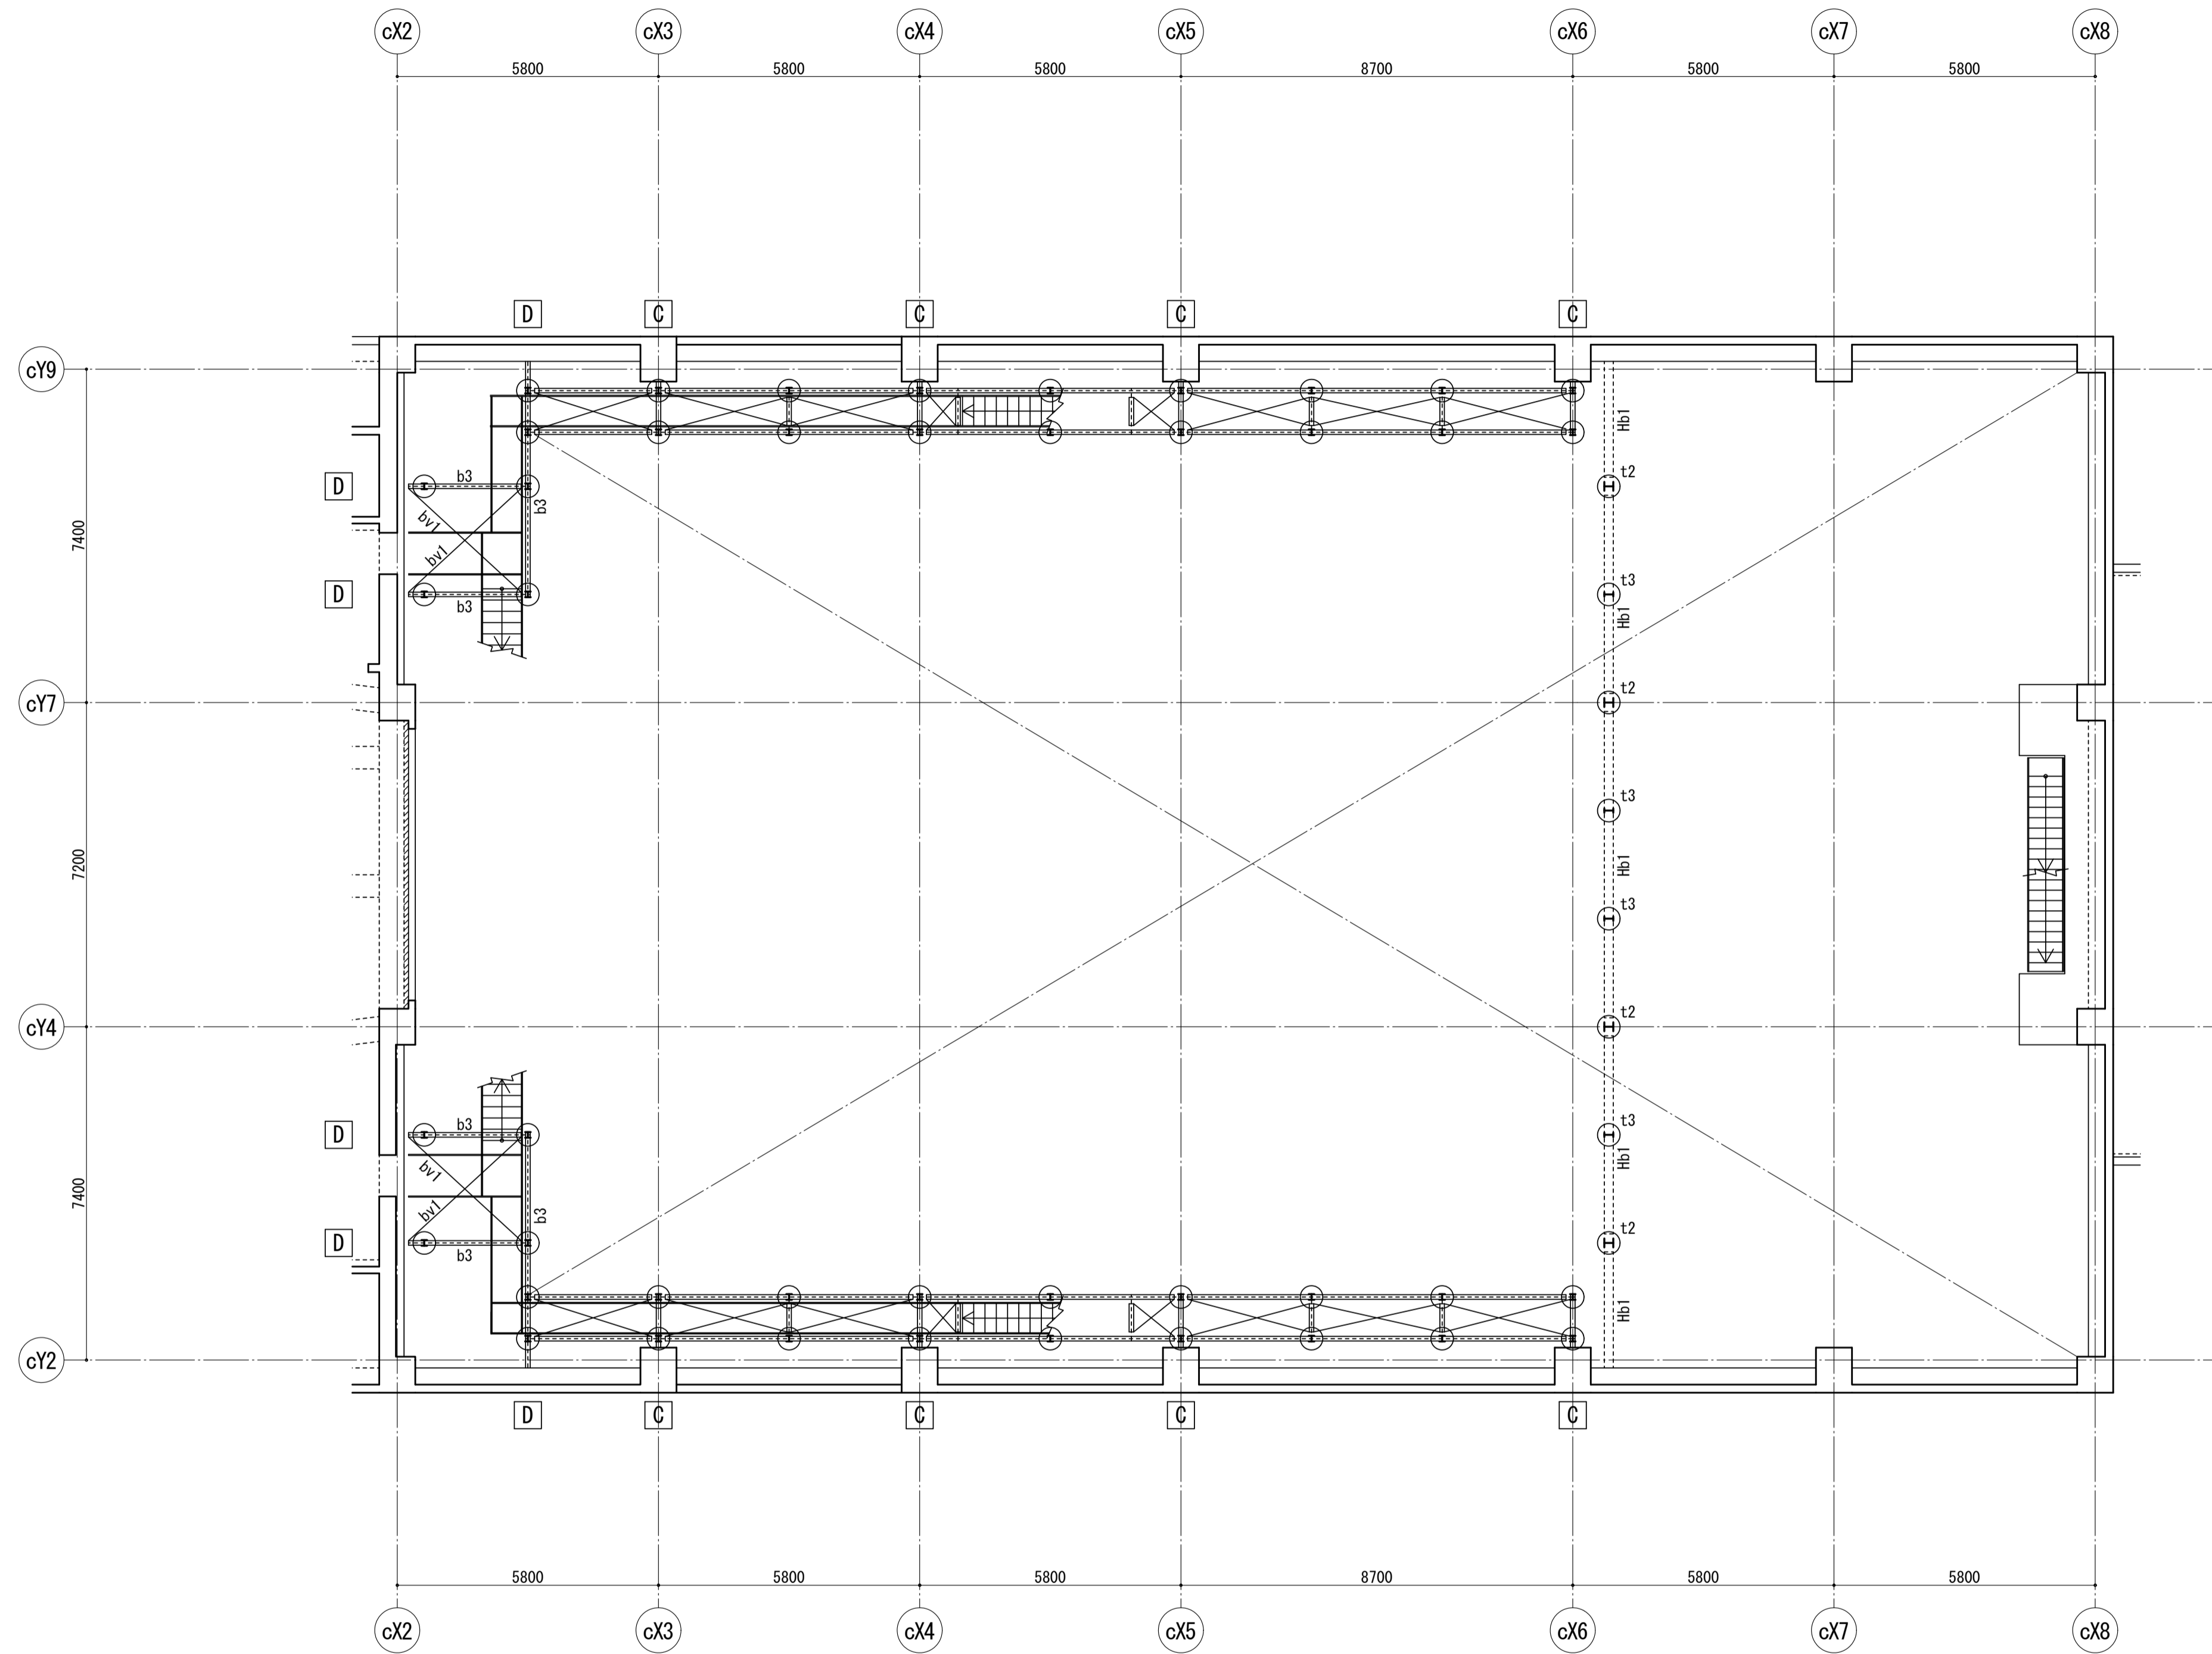 cX2 cX3 cX4 cX5 cX6 cX7 cX8
5800 5800 5800 8700 5800 5800
D C C C C
cY9
Hb1
D b3 t2
b3
bv1
7400
bv1
D t3
b3 Hb1
cY7 t2
t3
7200 Hb1
t3
cY4 t2
D b3 t3
Hb1
bv1
7400
bv1 b3
D t2
b3
Hb1
cY2
D C C C C
5800 5800 5800 8700 5800 5800
cX2 cX3 cX4 cX5 cX6 cX7 cX8